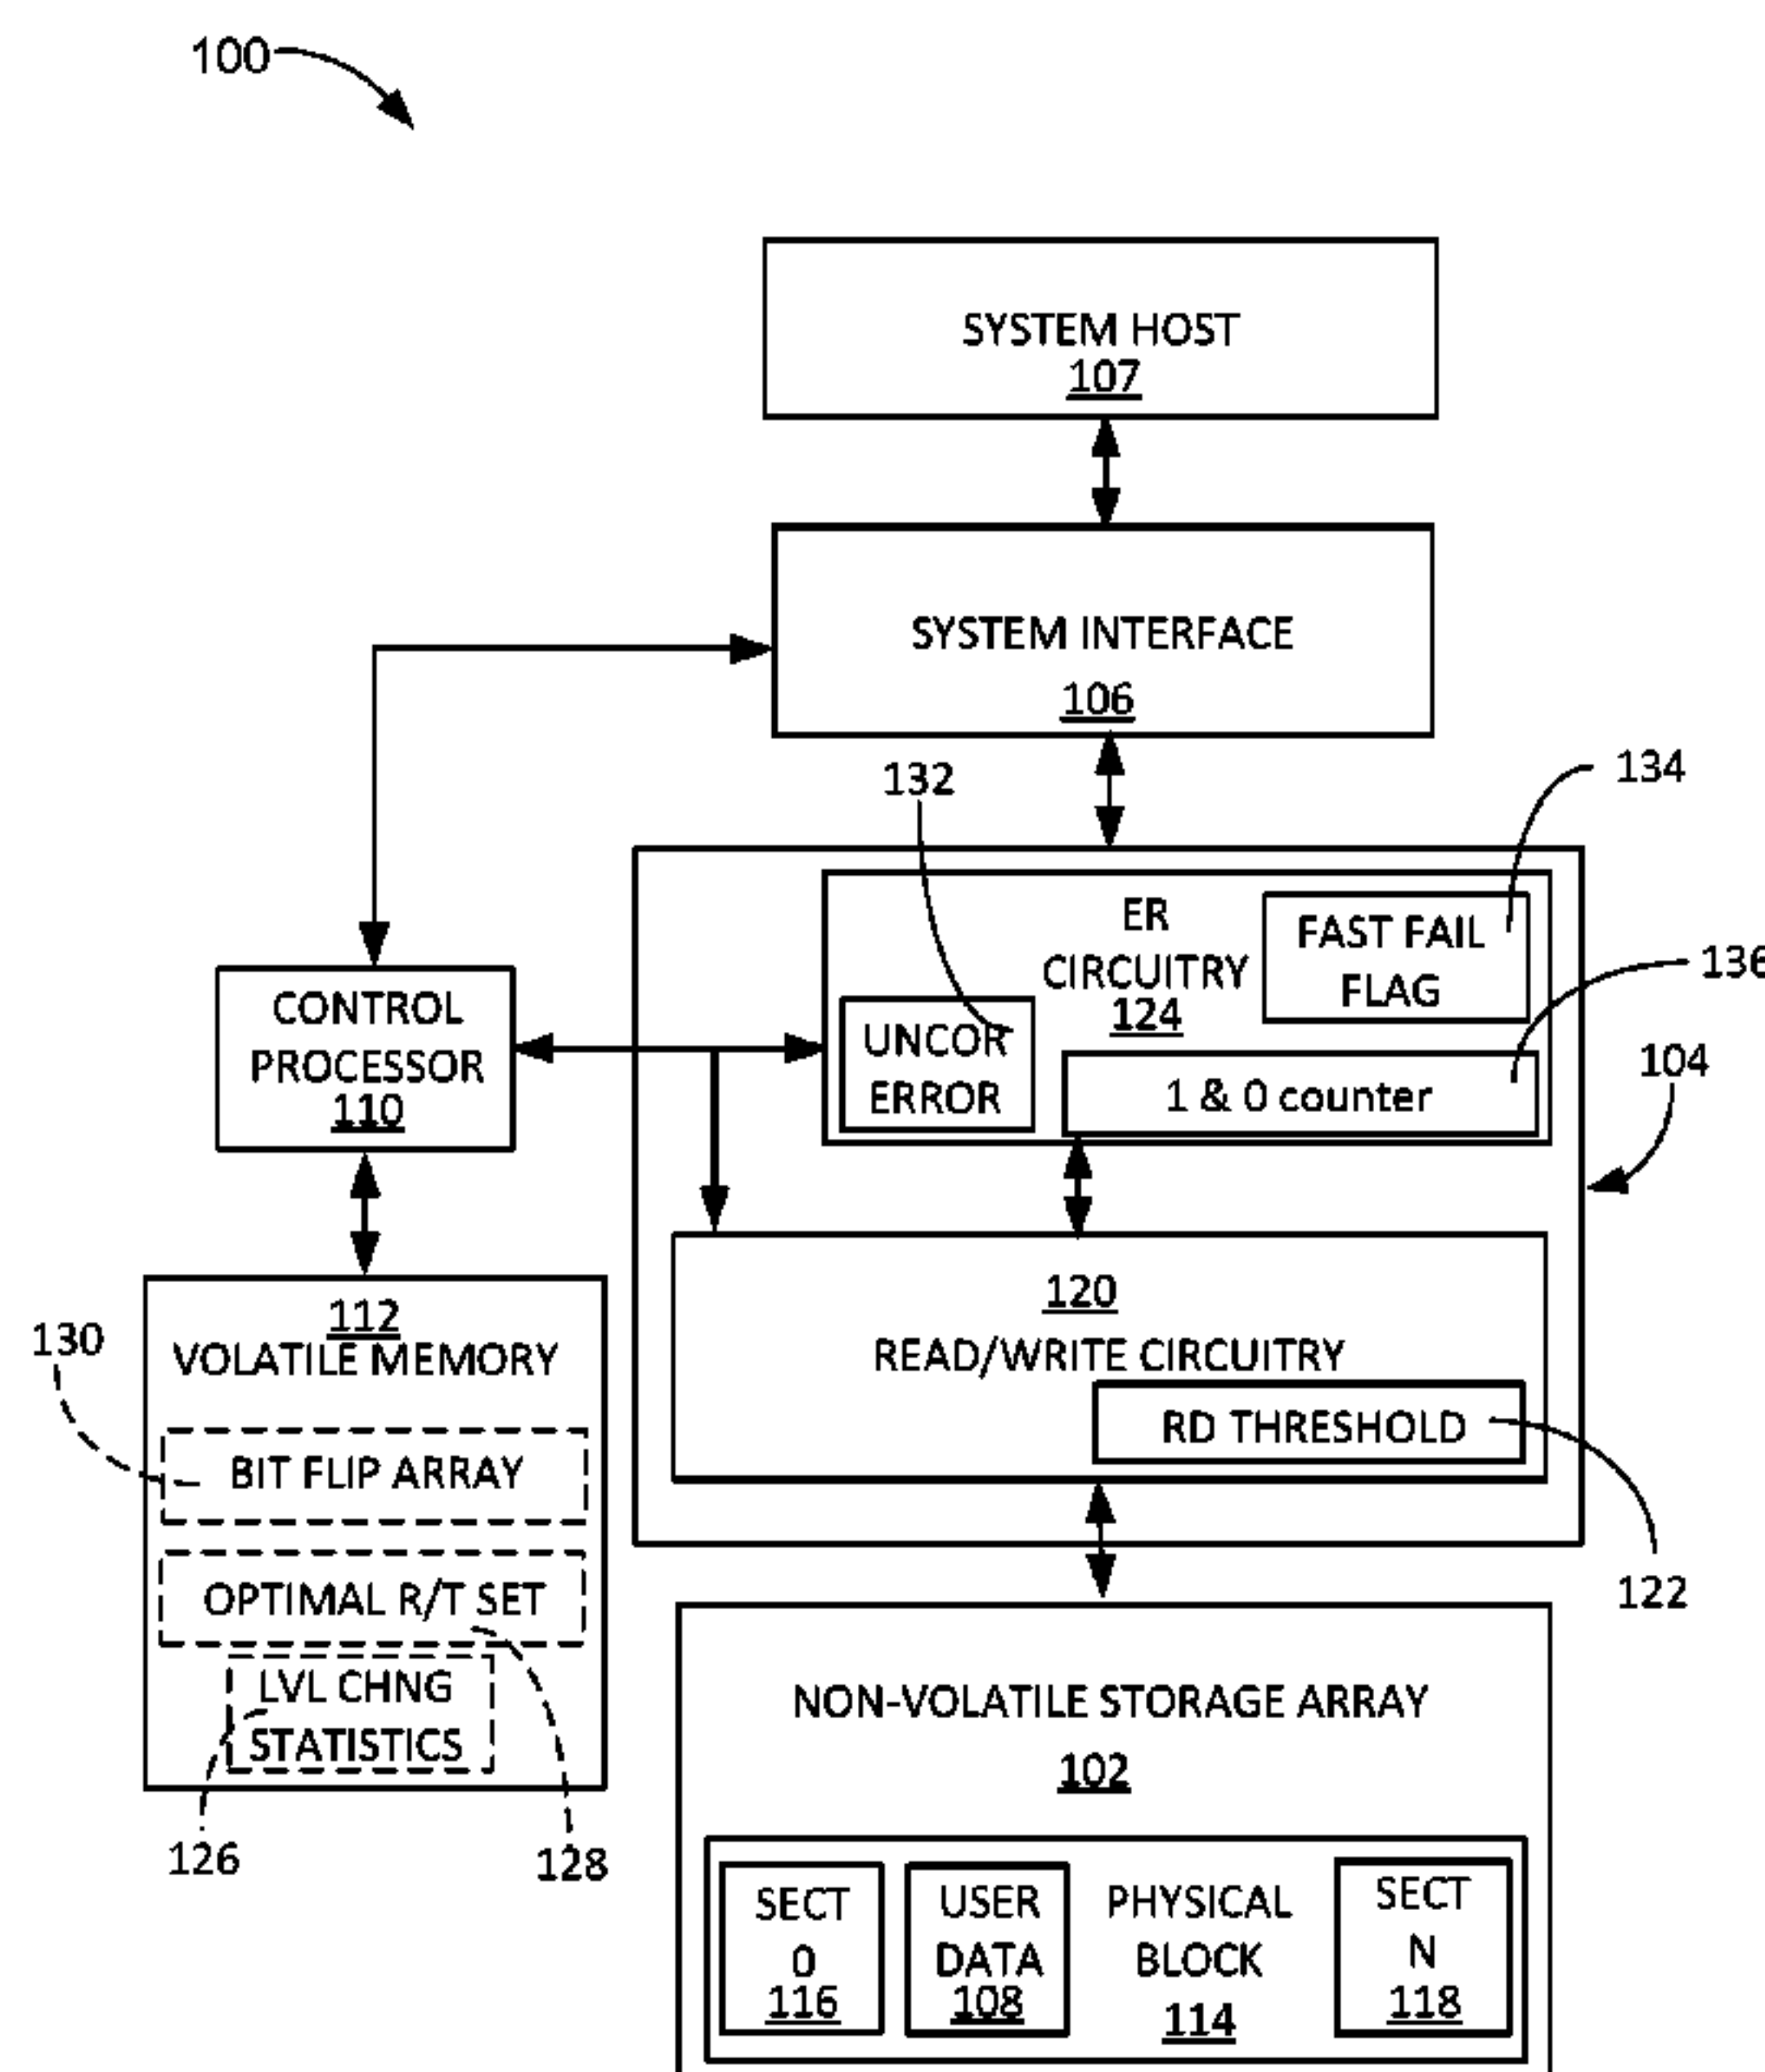 100
SYSTEM HOST
107
SYSTEM INTERFACE
106
132
134
ER
CIRCUITRY
124
FAST FAIL
FLAG
136
UNCOR
ERROR
1 & 0 counter
104
CONTROL
PROCESSOR
110
120
READ/WRITE CIRCUITRY
RD THRESHOLD
122
112
VOLATILE MEMORY
130
BIT FLIP ARRAY
OPTIMAL R/T SET
LVL CHNG
STATISTICS
126
128
NON-VOLATILE STORAGE ARRAY
102
SECT
0
116
USER
DATA
108
PHYSICAL
BLOCK
114
SECT
N
118